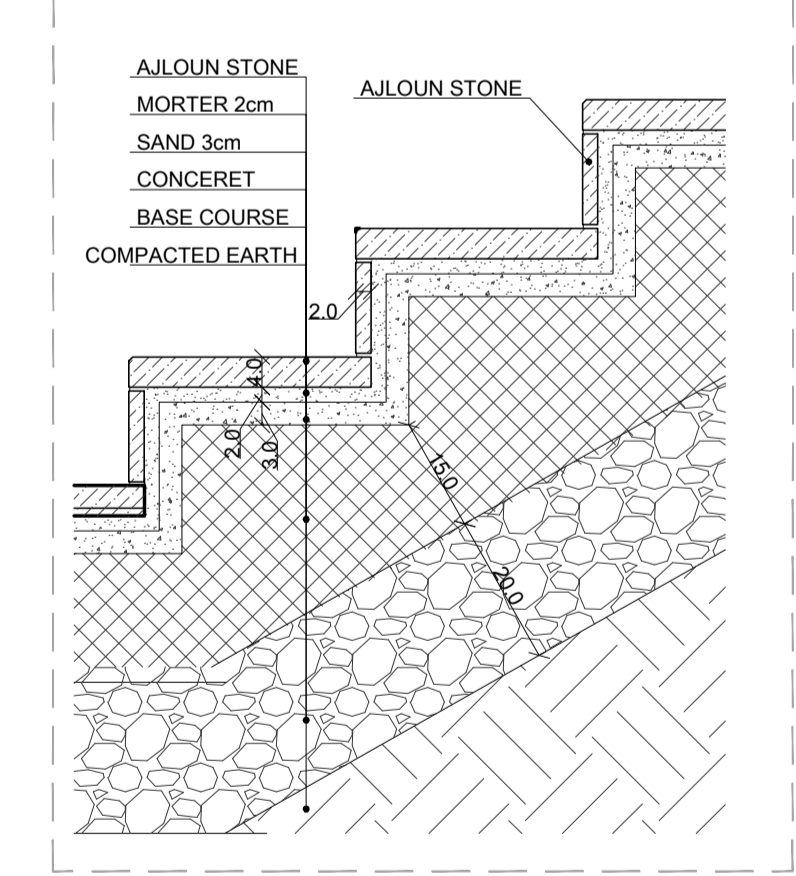 AJLOUN STONE
MORTER 2cm
SAND 3cm
CONCERET
BASE COURSE
COMPACTED EARTH
AJLOUN STONE
2.0
4.0
2.0
3.0
15.0
20.0